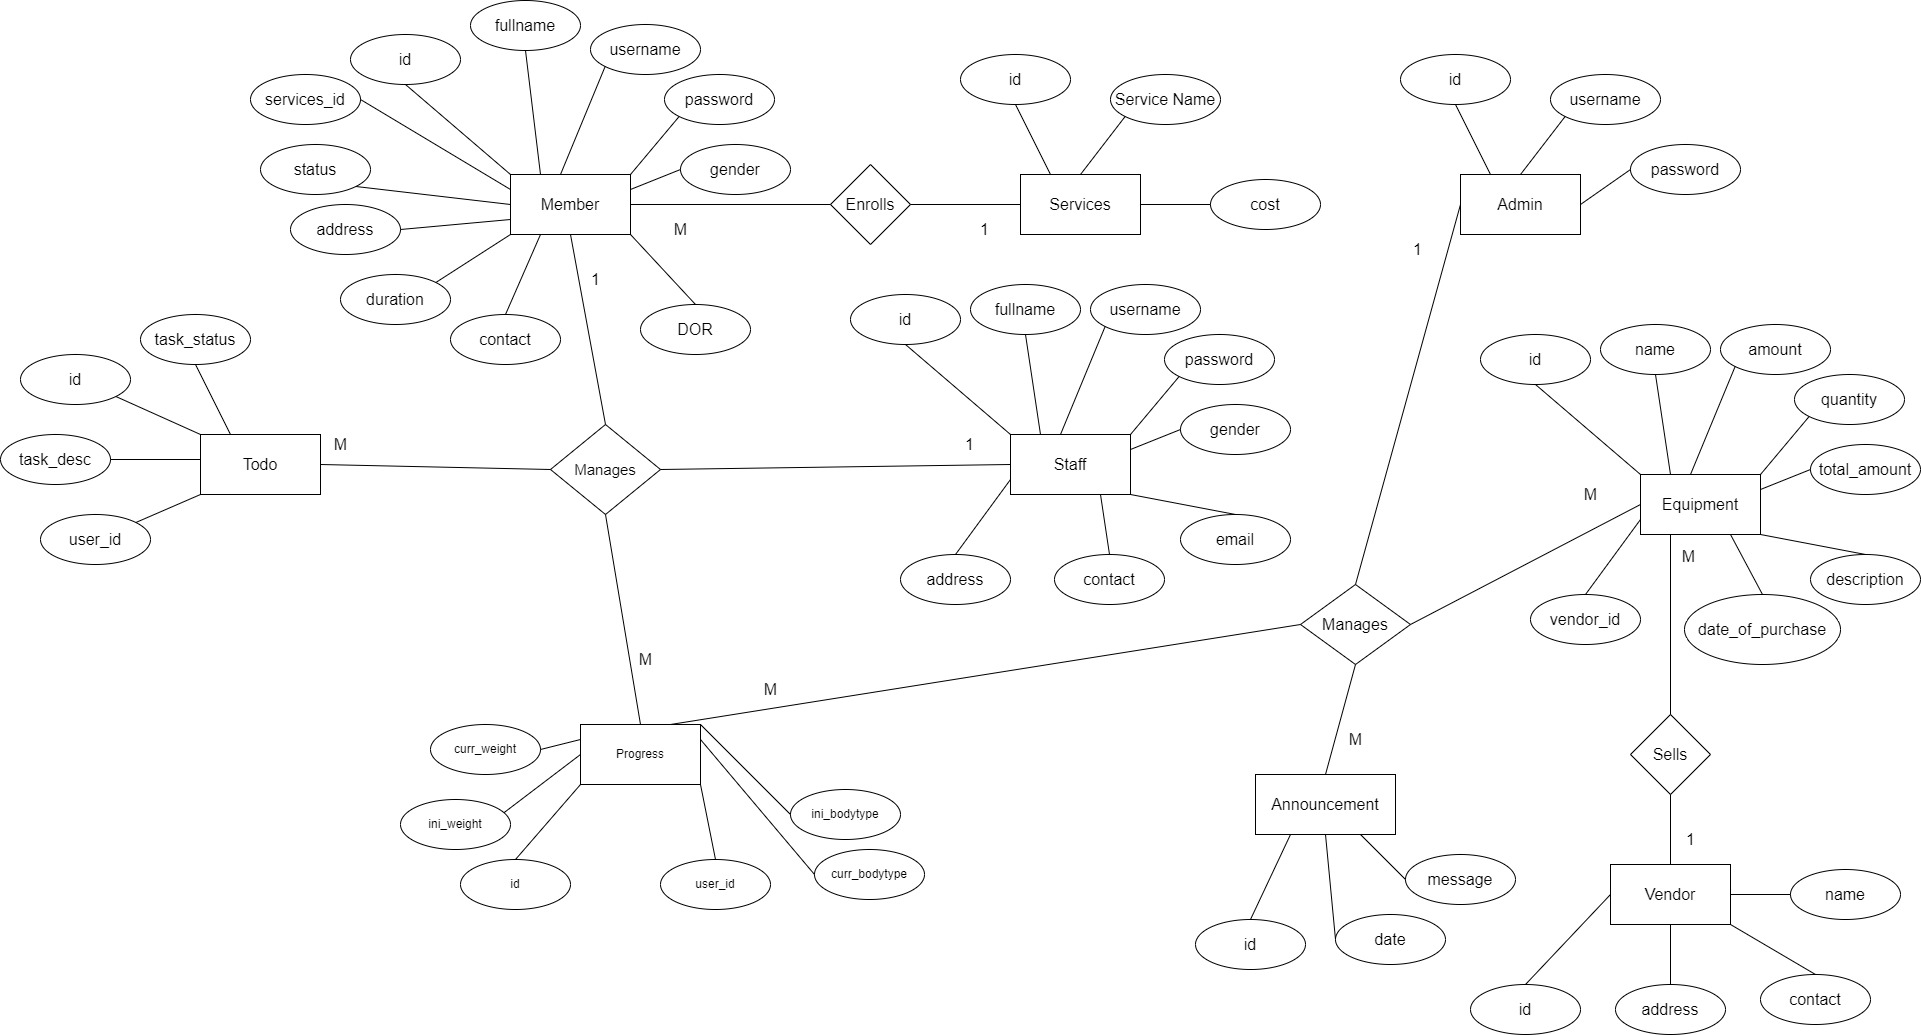 fullname
username
id
password
services_id
status
gender
address
Member
duration
contact
DOR
M
Enrolls
1
id
Service Name
Services
cost
id
username
password
Admin
1
1
task_status
id
task_desc
Todo
user_id
M
Manages
1
id
fullname
username
password
gender
Staff
email
address
contact
id
name
amount
quantity
total_amount
Equipment
M
M
description
vendor_id
date_of_purchase
Manages
M
M
M
curr_weight
Progress
ini_weight
ini_bodytype
id
user_id
curr_bodytype
Announcement
message
id
date
Sells
1
Vendor
name
id
address
contact